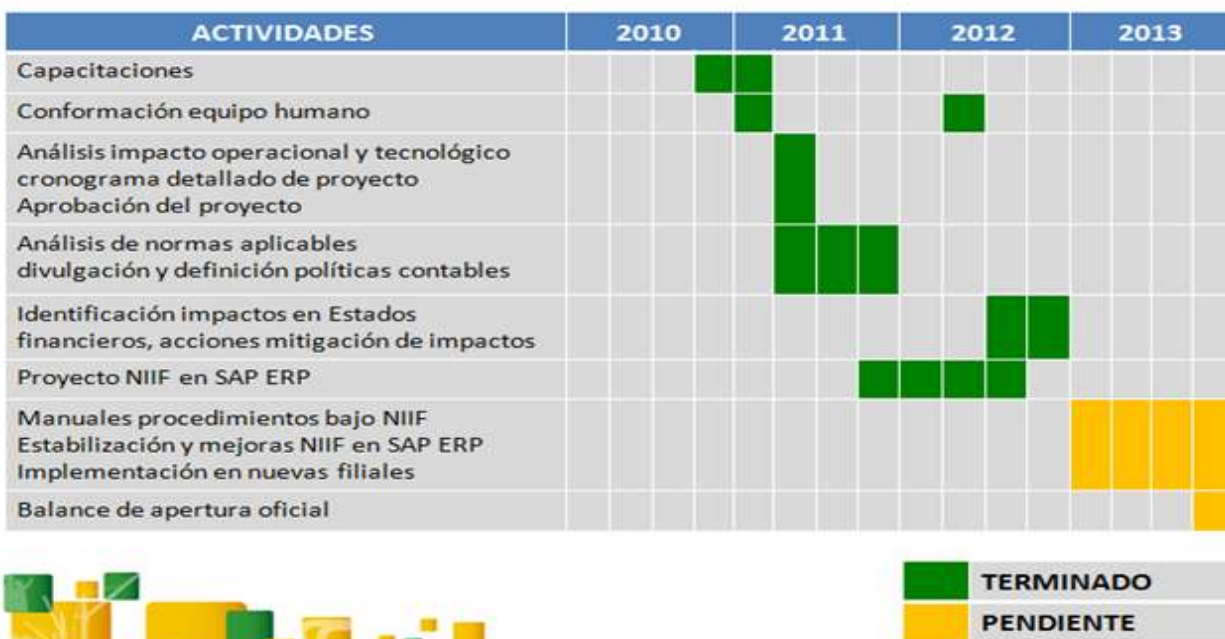 ACTIVIDADES 2010 2011 2012 2013
Capacitaciones
Conformación equipo humano
Análisis impacto operacional y tecnológico
cronograma detallado de proyecto
Aprobación del proyecto
Análisis de normas aplicables
divulgación y definición políticas contables
Identificación impactos en Estados
financieros, acciones mitigación de impactos
Proyecto NIIF en SAP ERP
Manuales procedimientos bajo NIIF
Estabilización y mejoras NIIF en SAP ERP
Implementación en nuevas filiales
Balance de apertura oficial
TERMINADO
PENDIENTE